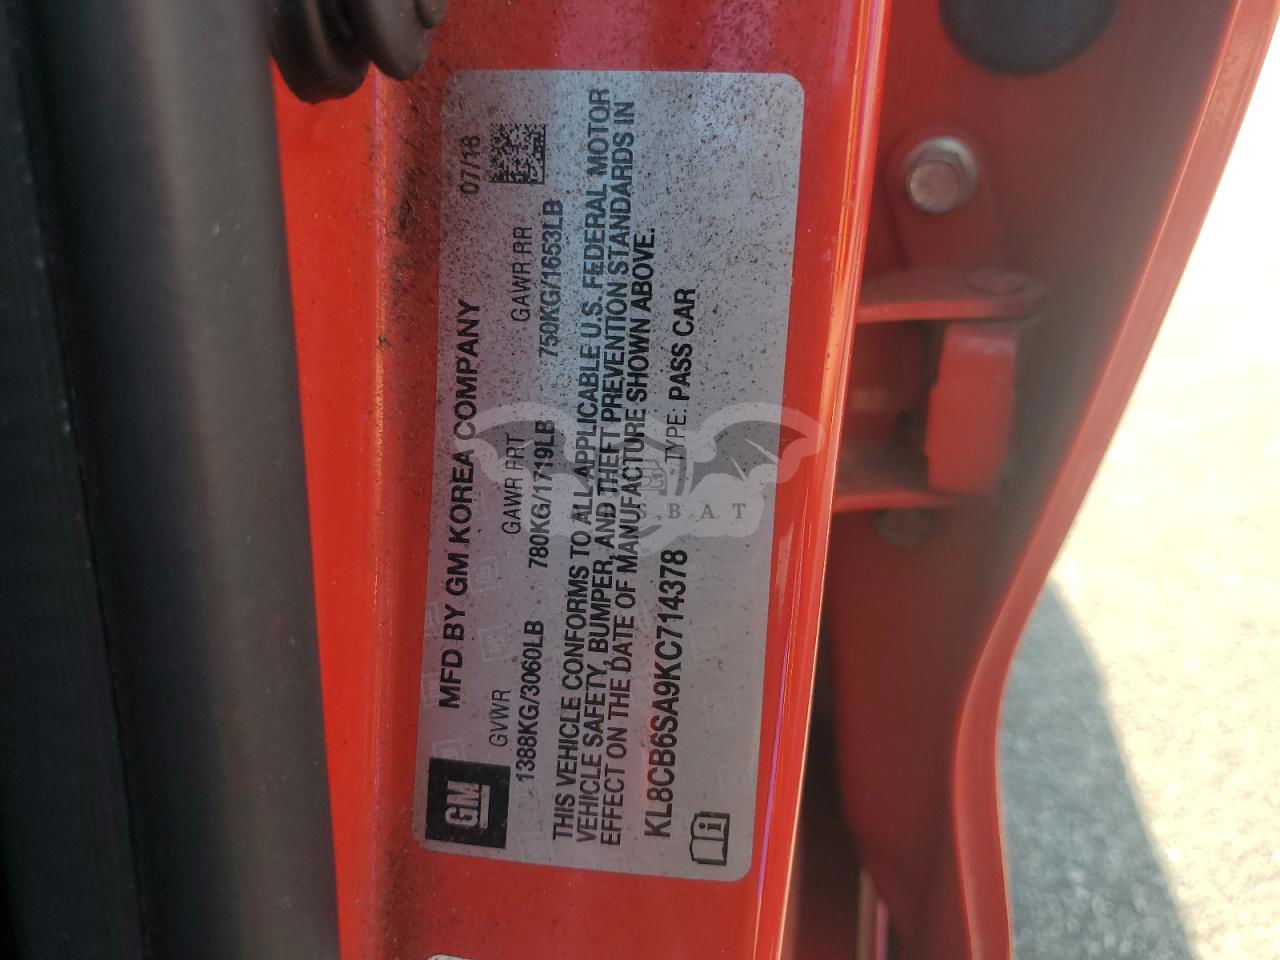 GM
MFD BY GM KOREA COMPANY 07/18
GVWR GAWR FRT GAWR RR
1388KG/3060LB 780KG/1719LB 750KG/1653LB
THIS VEHICLE CONFORMS TO ALL APPLICABLE U.S. FEDERAL MOTOR
VEHICLE SAFETY, BUMPER, AND THEFT PREVENTION STANDARDS IN
EFFECT ON THE DATE OF MANUFACTURE SHOWN ABOVE.
KL8CB6SA9KC714378 TYPE: PASS CAR